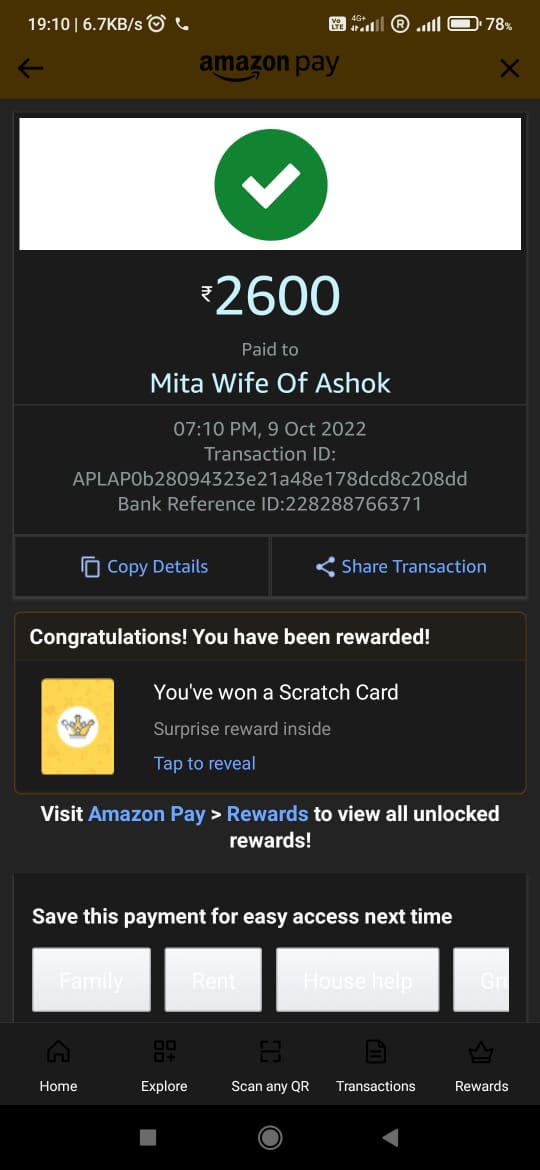 19:10 | 6.7KB/s Vo LTE 4G+ R 78%
amazon pay
₹2600
Paid to
Mita Wife Of Ashok
07:10 PM, 9 Oct 2022
Transaction ID:
APLAP0b28094323e21a48e178dcd8c208dd
Bank Reference ID:228288766371
Copy Details Share Transaction
Congratulations! You have been rewarded!
You've won a Scratch Card
Surprise reward inside
Tap to reveal
Visit Amazon Pay > Rewards to view all unlocked
rewards!
Save this payment for easy access next time
Family Rent House help
Home Explore Scan any QR Transactions Rewards